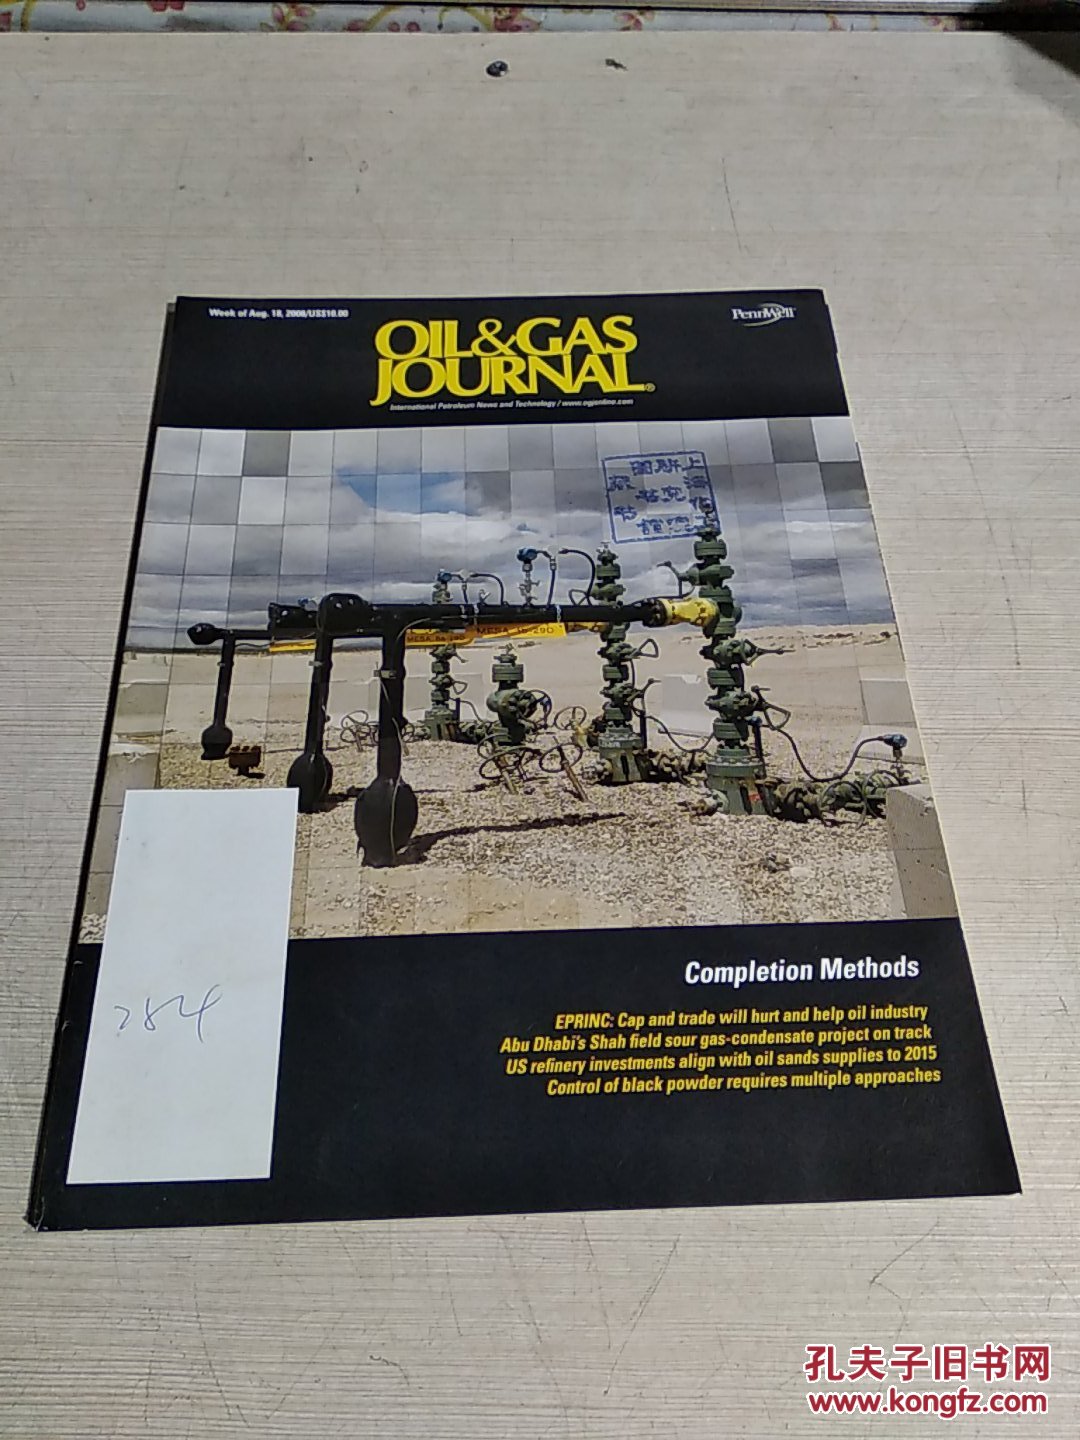 Week of Aug. 18, 2008/US$10.00
PennWell
OIL&GAS
JOURNAL®
International Petroleum News and Technology / www.ogjonline.com
MESA 15-290
Completion Methods
EPRINC: Cap and trade will hurt and help oil industry
Abu Dhabi's Shah field sour gas-condensate project on track
US refinery investments align with oil sands supplies to 2015
Control of black powder requires multiple approaches
284
孔夫子旧书网
www.kongfz.com